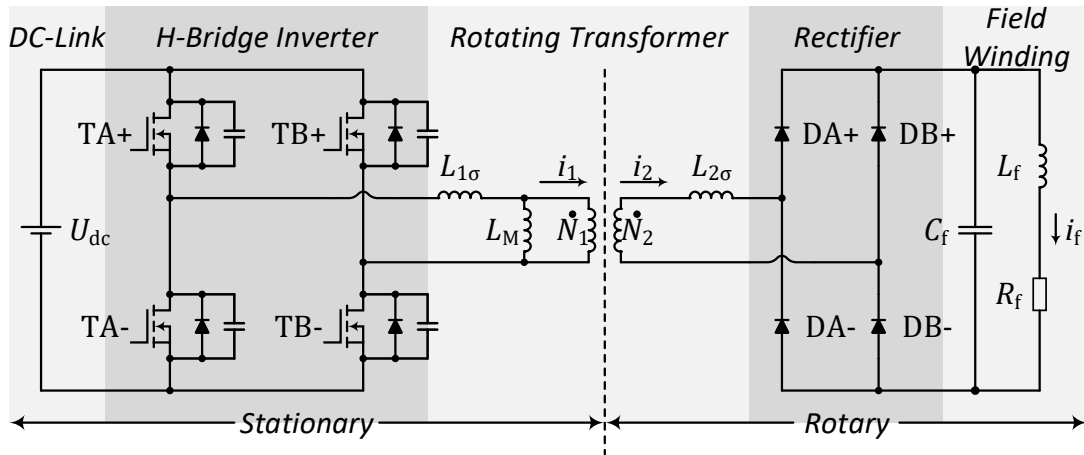 DC-Link
H-Bridge Inverter
Rotating Transformer
Rectifier
Field
Winding
TA+
TB+
DA+
DB+
L1σ
i1
i2
L2σ
Lf
Udc
LM
N1
N2
Cf
if
Rf
TA-
TB-
DA-
DB-
Stationary
Rotary